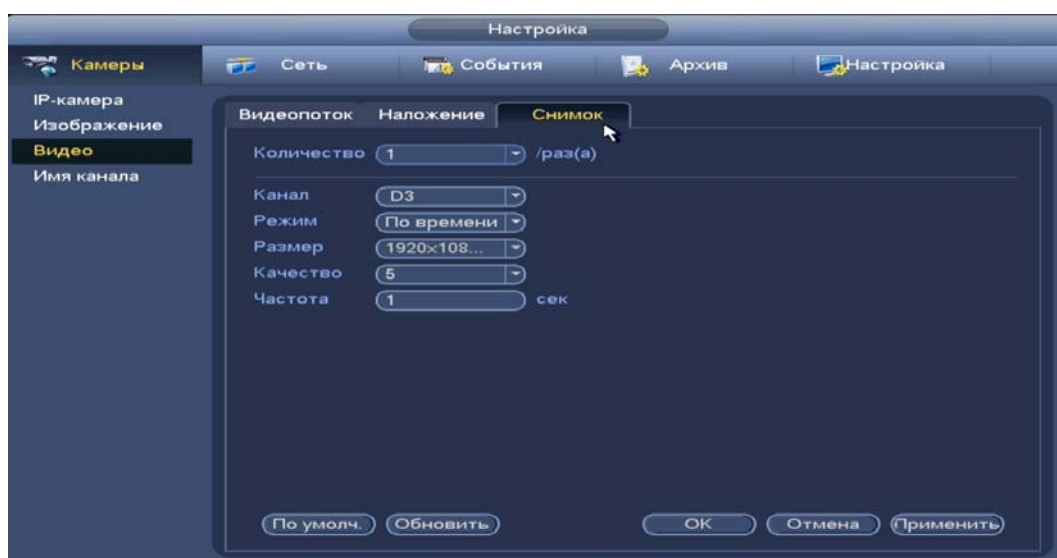 Настройка
Камеры Сеть События Архив Настройка
IP-камера
Изображение
Видео
Имя канала
Видеопоток Наложение Снимок
Количество 1 /раз(а)
Канал D3
Режим По времени
Размер 1920×108...
Качество 5
Частота 1 сек
По умолч. Обновить OK Отмена Применить